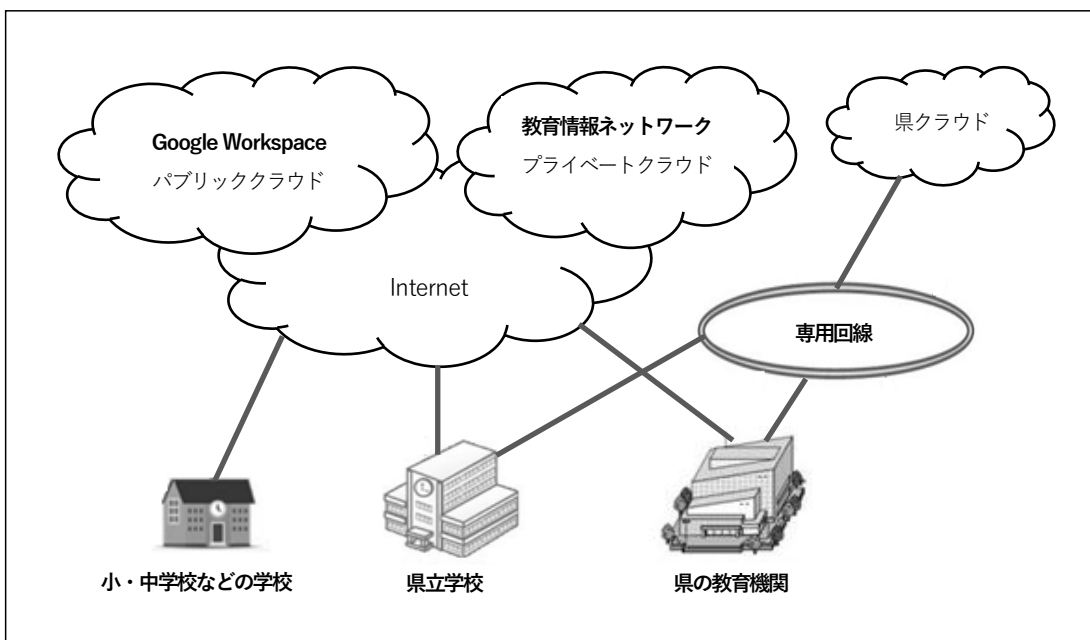 Google Workspace
パブリッククラウド
教育情報ネットワーク
プライベートクラウド
県クラウド
Internet
専用回線
小・中学校などの学校
県立学校
県の教育機関